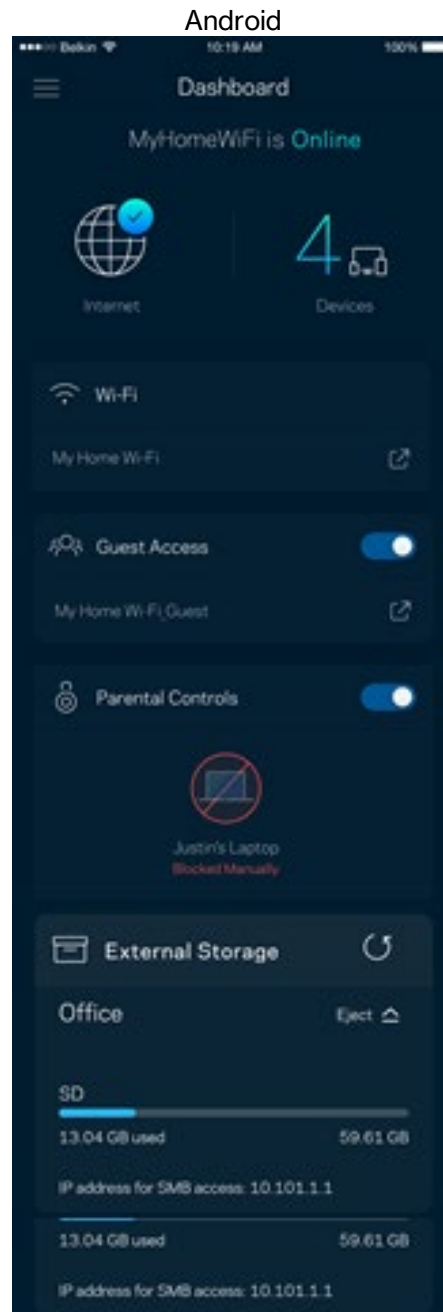 Android
Belkin 10:19 AM 100%
Dashboard
MyHomeWiFi is Online
4
Internet Devices
Wi-Fi
My Home Wi-Fi
Guest Access
My Home Wi-Fi_Guest
Parental Controls
Justin's Laptop
Blocked Manually
External Storage
Office Eject
SD
13.04 GB used 59.61 GB
IP address for SMB access: 10.101.1.1
13.04 GB used 59.61 GB
IP address for SMB access: 10.101.1.1